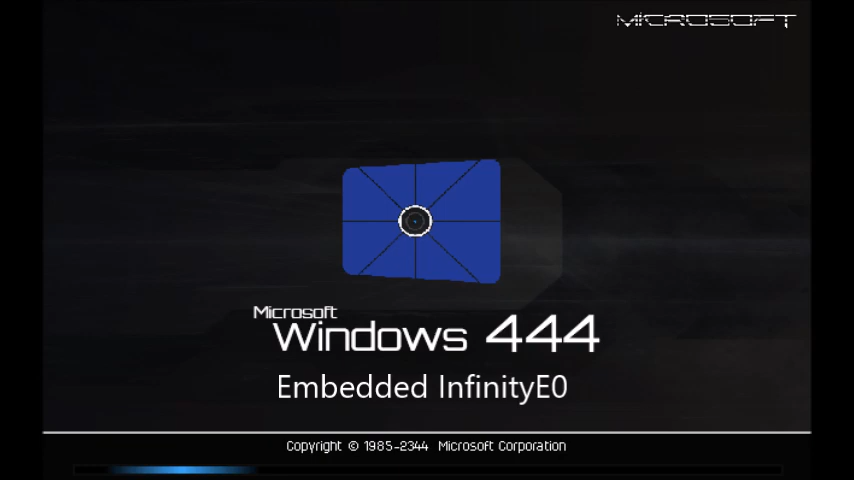 MICROSOFT
Microsoft
Windows 444
Embedded InfinityE0
Copyright © 1985-2344 Microsoft Corporation